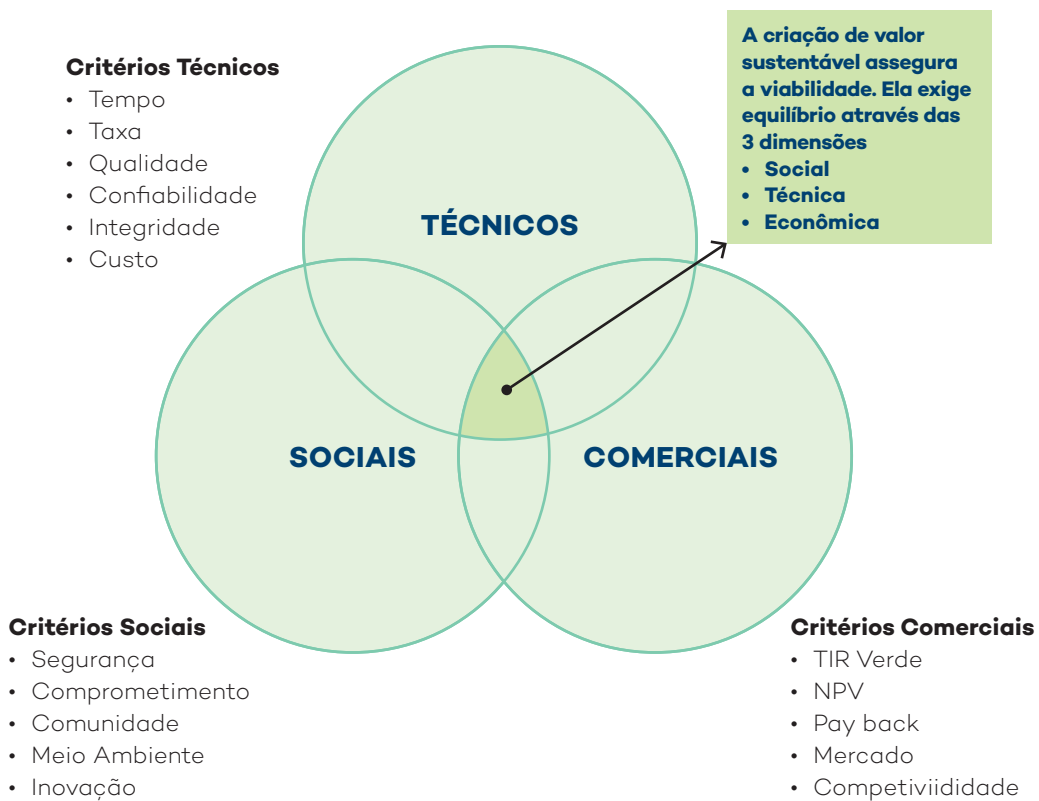 Critérios Técnicos
• Tempo
• Taxa
• Qualidade
• Confiabilidade
• Integridade
• Custo
A criação de valor
sustentável assegura
a viabilidade. Ela exige
equilíbrio através das
3 dimensões
• Social
• Técnica
• Econômica
TÉCNICOS
SOCIAIS
COMERCIAIS
Critérios Sociais
• Segurança
• Comprometimento
• Comunidade
• Meio Ambiente
• Inovação
Critérios Comerciais
• TIR Verde
• NPV
• Pay back
• Mercado
• Competiviididade